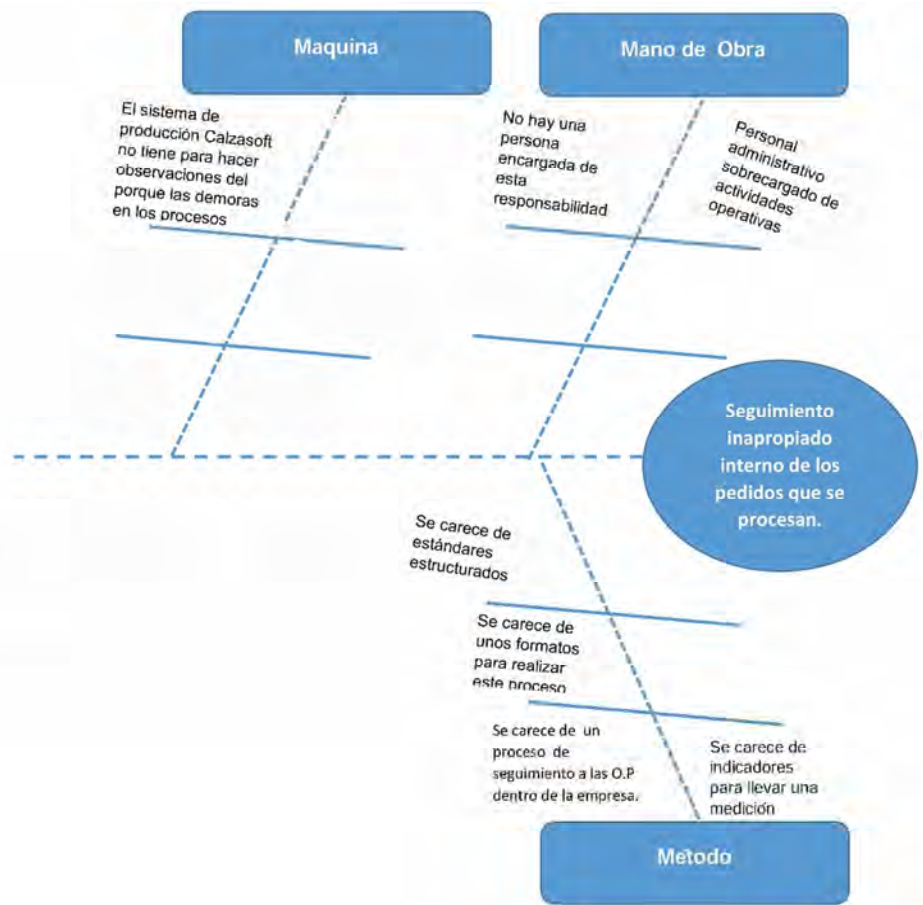 Maquina
Mano de Obra
El sistema de
producción Calzasoft
no tiene para hacer
observaciones del
porque las demoras
en los procesos
No hay una
persona
encargada de
esta
responsabilidad
Personal
administrativo
sobrecargado de
actividades
operativas
Seguimiento
inapropiado
interno de los
pedidos que se
procesan.
Se carece de
estándares
estructurados
Se carece de
unos formatos
para realizar
este proceso
Se carece de un
proceso de
seguimiento a las O.P
dentro de la empresa.
Se carece de
indicadores
para llevar una
medición
Metodo